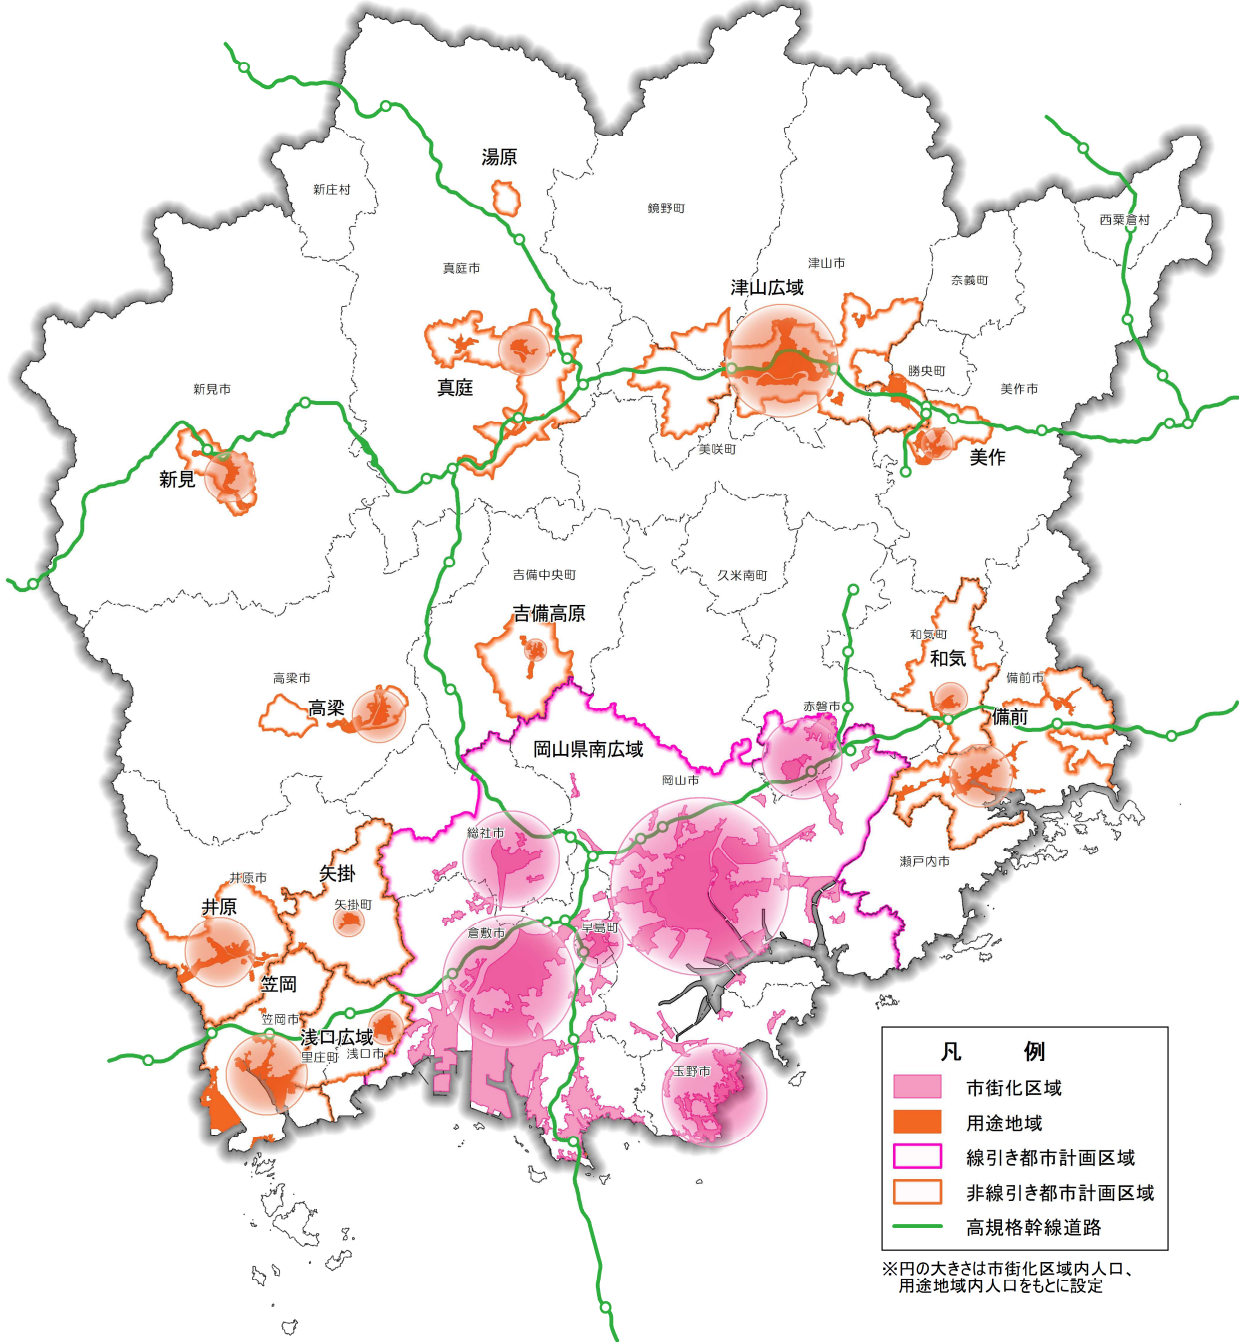 湯原
新庄村
鏡野町
西粟倉村
真庭市
津山市
奈義町
津山広域
真庭
勝央町
新見市
美作市
美咲町
美作
新見
吉備中央町
久米南町
吉備高原
和気町
和気
高梁市
備前市
高梁
赤磐市
備前
岡山県南広域
岡山市
総社市
瀬戸内市
矢掛
井原市
井原
矢掛町
倉敷市
早島町
笠岡
笠岡市
浅口広域
里庄町
浅口市
玉野市
凡 例
市街化区域
用途地域
線引き都市計画区域
非線引き都市計画区域
高規格幹線道路
※円の大きさは市街化区域内人口、
用途地域内人口をもとに設定